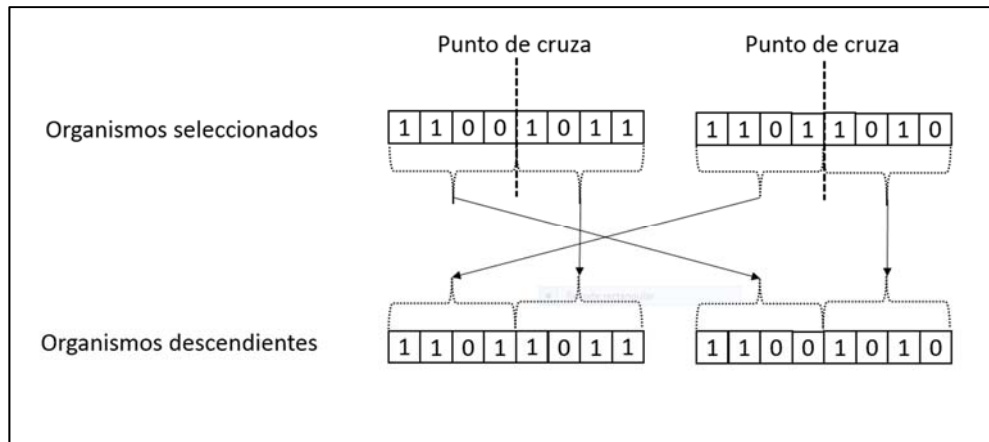 Punto de cruza Punto de cruza
Organismos seleccionados 1 1 0 0 1 0 1 1 1 1 0 1 1 0 1 0
Organismos descendientes 1 1 0 1 1 0 1 1 1 1 0 0 1 0 1 0